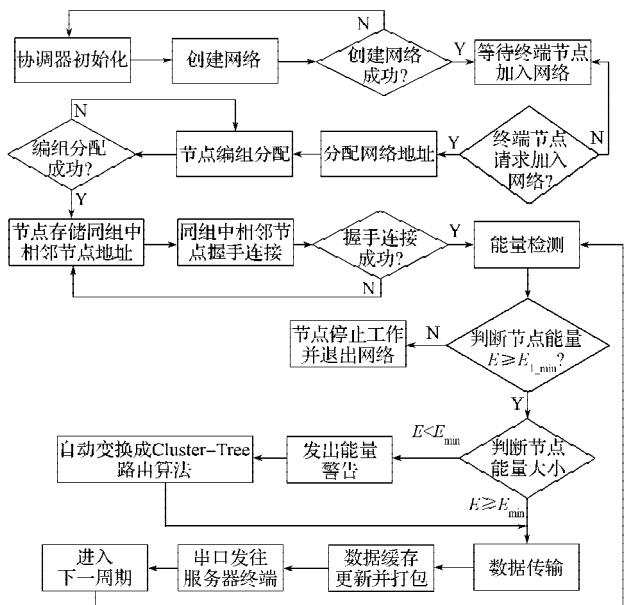 N
协调器初始化
创建网络
创建网络
成功?
Y
等待终端节点
加入网络
N
编组分配
成功?
节点编组分配
分配网络地址
Y
终端节点
请求加入
网络?
N
Y
节点存储同组中
相邻节点地址
同组中相邻节
点握手连接
握手连接
成功?
Y
能量检测
N
节点停止工作
并退出网络
N
判断节点能量
E≥E1_min?
Y
自动变换成Cluster-Tree
路由算法
发出能量
警告
E<Emin
判断节点
能量大小
E≥Emin
进入
下一周期
串口发往
服务器终端
数据缓存
更新并打包
数据传输